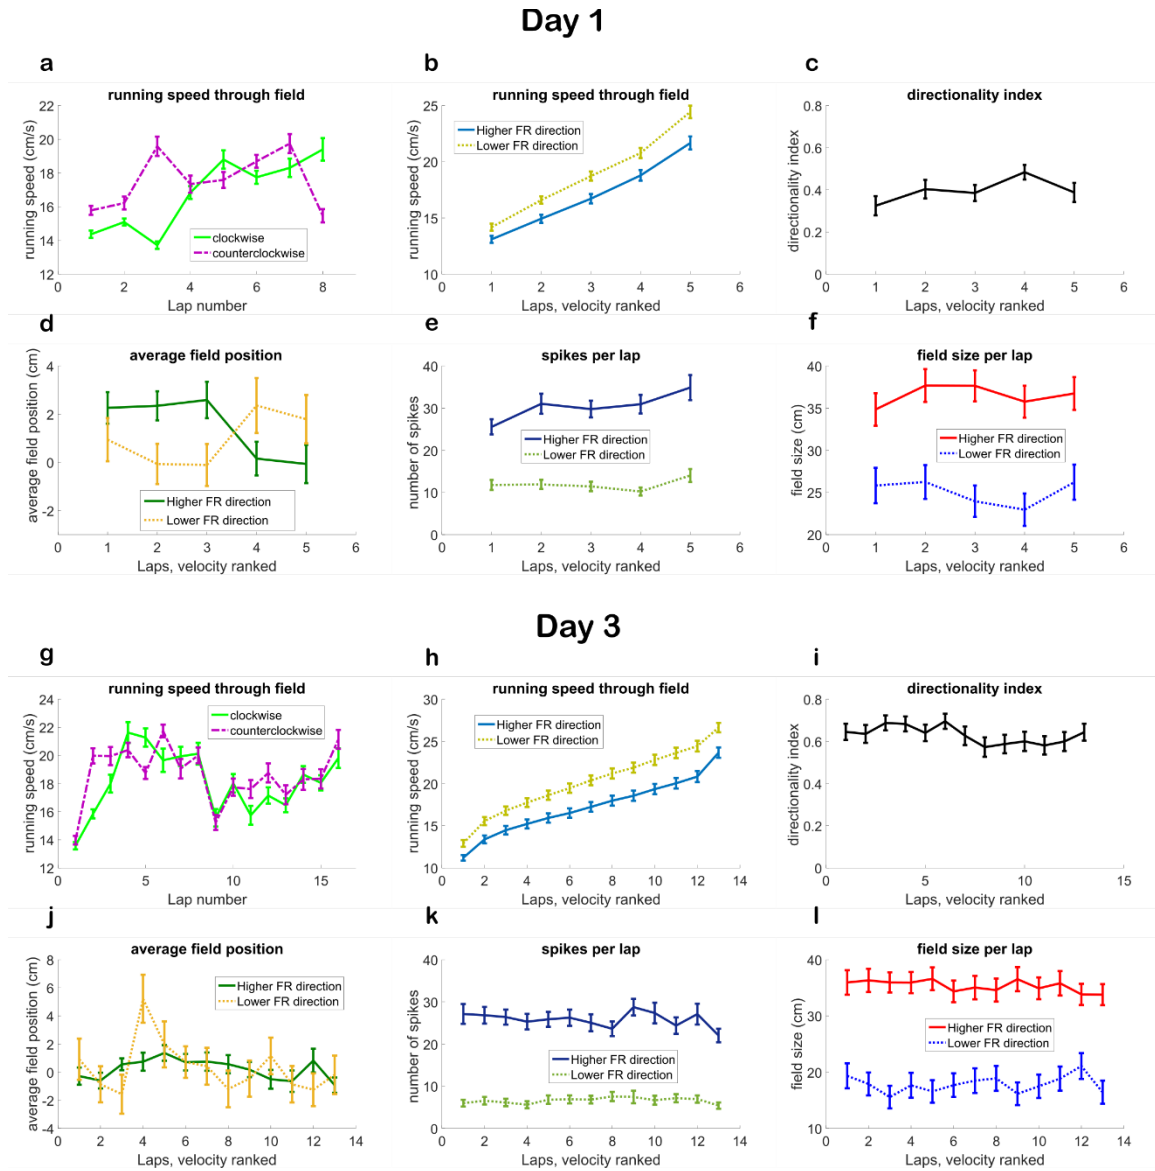 Day 1
a
running speed through field
running speed (cm/s)
22
20
18
16
14
12
clockwise
counterclockwise
0 2 4 6 8
Lap number
b
running speed through field
running speed (cm/s)
25
20
15
10
Higher FR direction
Lower FR direction
0 1 2 3 4 5 6
Laps, velocity ranked
c
directionality index
directionality index
0.8
0.6
0.4
0.2
0
0 1 2 3 4 5 6
Laps, velocity ranked
d
average field position
average field position (cm)
4
2
0
-2
Higher FR direction
Lower FR direction
0 1 2 3 4 5 6
Laps, velocity ranked
e
spikes per lap
number of spikes
40
30
20
10
0
Higher FR direction
Lower FR direction
0 1 2 3 4 5 6
Laps, velocity ranked
f
field size per lap
field size (cm)
40
35
30
25
20
Higher FR direction
Lower FR direction
0 1 2 3 4 5 6
Laps, velocity ranked
Day 3
g
running speed through field
running speed (cm/s)
24
22
20
18
16
14
12
clockwise
counterclockwise
0 5 10 15
Lap number
h
running speed through field
running speed (cm/s)
30
25
20
15
10
Higher FR direction
Lower FR direction
0 2 4 6 8 10 12 14
Laps, velocity ranked
i
directionality index
directionality index
0.8
0.6
0.4
0.2
0
0 5 10 15
Laps, velocity ranked
j
average field position
average field position (cm)
8
6
4
2
0
-2
-4
Higher FR direction
Lower FR direction
0 2 4 6 8 10 12 14
Laps, velocity ranked
k
spikes per lap
number of spikes
40
30
20
10
0
Higher FR direction
Lower FR direction
0 2 4 6 8 10 12 14
Laps, velocity ranked
l
field size per lap
field size (cm)
40
30
20
10
Higher FR direction
Lower FR direction
0 2 4 6 8 10 12 14
Laps, velocity ranked